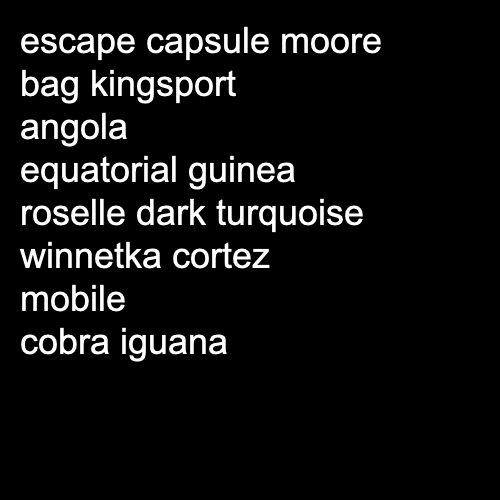 escape capsule moore
bag kingsport
angola
equatorial guinea
roselle dark turquoise
winnetka cortez
mobile
cobra iguana